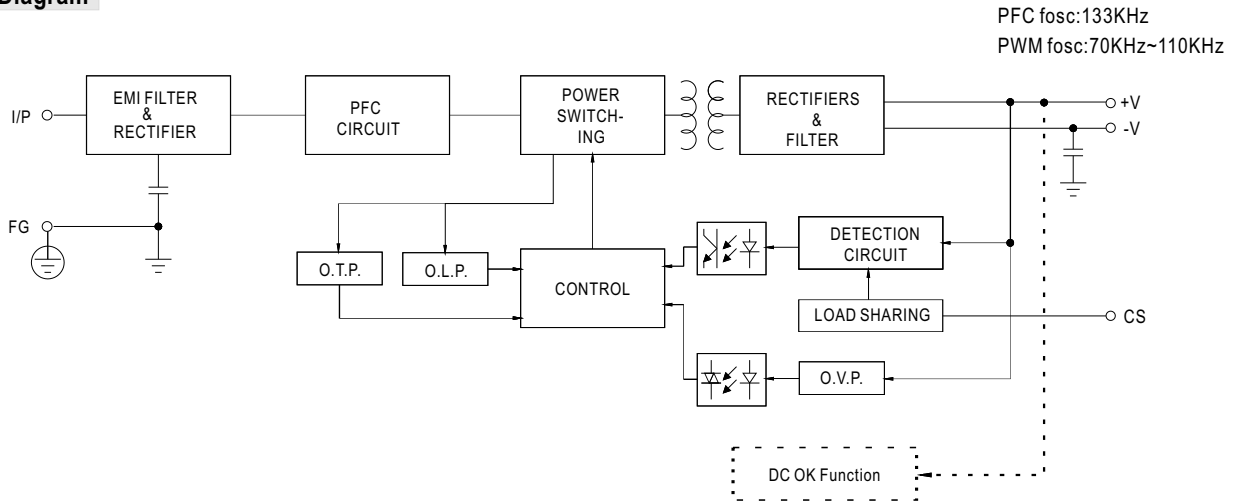 Diagram
PFC fosc:133KHz
PWM fosc:70KHz~110KHz
I/P
EMI FILTER
&
RECTIFIER
PFC
CIRCUIT
POWER
SWITCH-
ING
RECTIFIERS
&
FILTER
+V
-V
FG
O.T.P.
O.L.P.
CONTROL
DETECTION
CIRCUIT
LOAD SHARING
CS
O.V.P.
DC OK Function